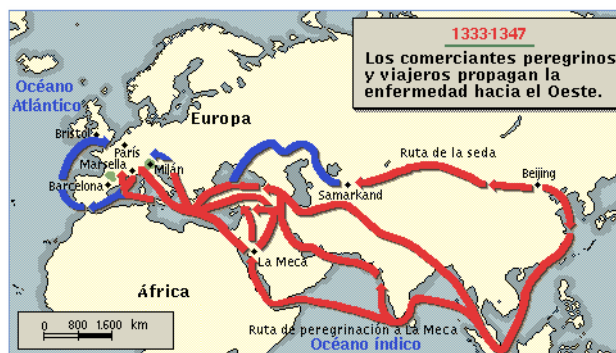 1333-1347
Los comerciantes peregrinos
y viajeros propagan la
enfermedad hacia el Oeste.
Océano
Atlántico
Europa
Bristol
París
Marsella
Milán
Barcelona
Ruta de la seda
Beijing
Samarkand
La Meca
África
0 800 1.600 km
Ruta de peregrinación a La Meca
Océano índico